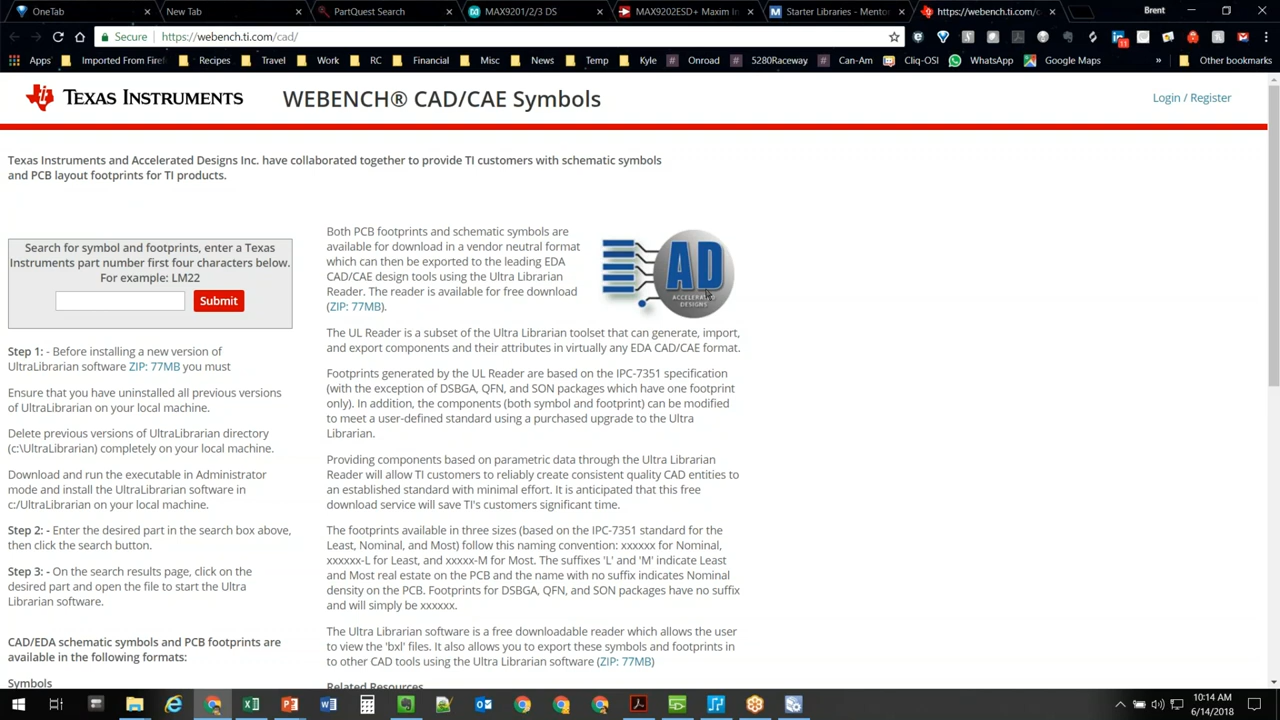 OneTab
New Tab
PartQuest Search
MAX9201/2/3 DS
MAX9202ESD+ Maxim In
Starter Libraries - Mento
https://webench.ti.com/c
Brent
Secure
https://webench.ti.com/cad/
Apps
Imported From Firef
Recipes
Travel
Work
RC
Financial
Misc
News
Temp
Kyle
Onroad
5280Raceway
Can-Am
Cliq-OSI
WhatsApp
Google Maps
»
Other bookmarks
TEXAS INSTRUMENTS
WEBENCH® CAD/CAE Symbols
Login / Register
Texas Instruments and Accelerated Designs Inc. have collaborated together to provide TI customers with schematic symbols
and PCB layout footprints for TI products.
Search for symbol and footprints, enter a Texas
Instruments part number first four characters below.
For example: LM22
Submit
Step 1: - Before installing a new version of
UltraLibrarian software ZIP: 77MB you must
Ensure that you have uninstalled all previous versions
of UltraLibrarian on your local machine.
Delete previous versions of UltraLibrarian directory
(c:\UltraLibrarian) completely on your local machine.
Download and run the executable in Administrator
mode and install the UltraLibrarian software in
c:/UltraLibrarian on your local machine.
Step 2: - Enter the desired part in the search box above,
then click the search button.
Step 3: - On the search results page, click on the
desired part and open the file to start the Ultra
Librarian software.
CAD/EDA schematic symbols and PCB footprints are
available in the following formats:
Symbols
Both PCB footprints and schematic symbols are
available for download in a vendor neutral format
which can then be exported to the leading EDA
CAD/CAE design tools using the Ultra Librarian
Reader. The reader is available for free download
(ZIP: 77MB).
AD
ACCELERATED
DESIGNS
The UL Reader is a subset of the Ultra Librarian toolset that can generate, import,
and export components and their attributes in virtually any EDA CAD/CAE format.
Footprints generated by the UL Reader are based on the IPC-7351 specification
(with the exception of DSBGA, QFN, and SON packages which have one footprint
only). In addition, the components (both symbol and footprint) can be modified
to meet a user-defined standard using a purchased upgrade to the Ultra
Librarian.
Providing components based on parametric data through the Ultra Librarian
Reader will allow TI customers to reliably create consistent quality CAD entities to
an established standard with minimal effort. It is anticipated that this free
download service will save TI's customers significant time.
The footprints available in three sizes (based on the IPC-7351 standard for the
Least, Nominal, and Most) follow this naming convention: xxxxxx for Nominal,
xxxxxx-L for Least, and xxxxx-M for Most. The suffixes 'L' and 'M' indicate Least
and Most real estate on the PCB and the name with no suffix indicates Nominal
density on the PCB. Footprints for DSBGA, QFN, and SON packages have no suffix
and will simply be xxxxxx.
The Ultra Librarian software is a free downloadable reader which allows the user
to view the 'bxl' files. It also allows you to export these symbols and footprints in
to other CAD tools using the Ultra Librarian software (ZIP: 77MB)
Related Resources
10:14 AM
6/14/2018